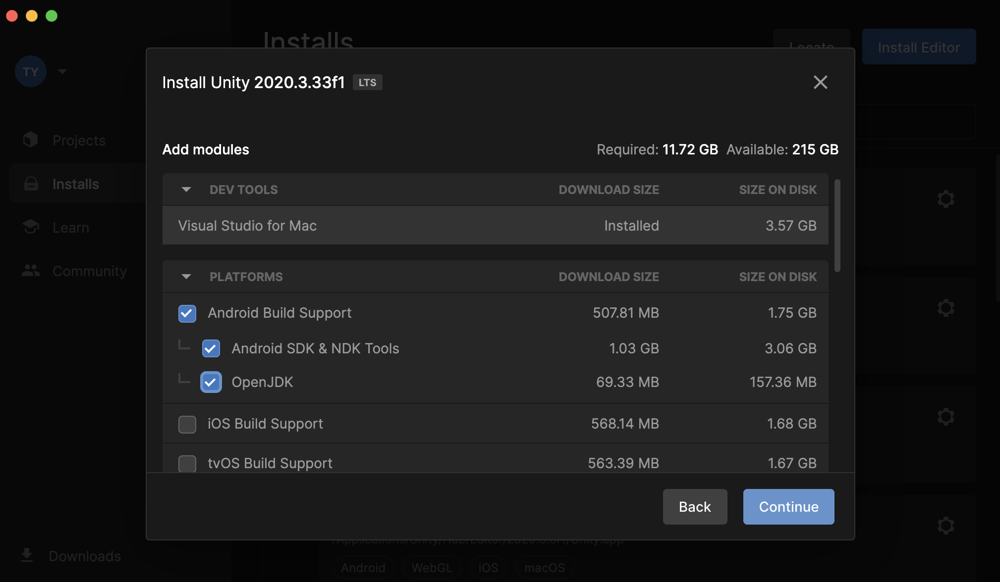 Installs
Locate
Install Editor
TY
Projects
Installs
Learn
Community
Downloads
Install Unity 2020.3.33f1 LTS
Add modules
Required: 11.72 GB Available: 215 GB
DEV TOOLS DOWNLOAD SIZE SIZE ON DISK
Visual Studio for Mac Installed 3.57 GB
PLATFORMS DOWNLOAD SIZE SIZE ON DISK
Android Build Support 507.81 MB 1.75 GB
Android SDK & NDK Tools 1.03 GB 3.06 GB
OpenJDK 69.33 MB 157.36 MB
iOS Build Support 568.14 MB 1.68 GB
tvOS Build Support 563.39 MB 1.67 GB
Back Continue
Android WebGL iOS macOS